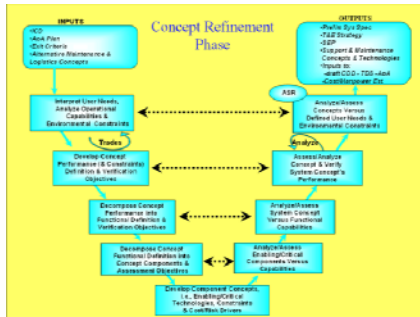 INPUTS
•ICD
•AoA Plan
•Exit Criteria
•Alternative Maintenance &
Logistics Concepts
Concept Refinement
Phase
OUTPUTS
•Prelim Sys Spec
•T&E Strategy
•SEP
•Support & Maintenance
Concepts & Technologies
•Inputs to:
-draft CDD -TDS -AoA
-Cost/Manpower Est
ASR
Interpret User Needs,
Analyze Operational
Capabilities &
Environmental Constraints
Analyze/Assess
Concepts Versus
Defined User Needs &
Environmental Constraints
Trades
Analyze
Develop Concept
Performance (& Constraints)
Definition & Verification
Objectives
Assess/Analyze
Concept & Verify
System Concept's
Performance
Decompose Concept
Performance into
Functional Definition &
Verification Objectives
Analyze/Assess
System Concept
Versus Functional
Capabilities
Decompose Concept
Functional Definition into
Concept Components &
Assessment Objectives
Analyze/Assess
Enabling/Critical
Components Versus
Capabilities
Develop Component Concepts,
i.e., Enabling/Critical
Technologies, Constraints
& Cost/Risk Drivers